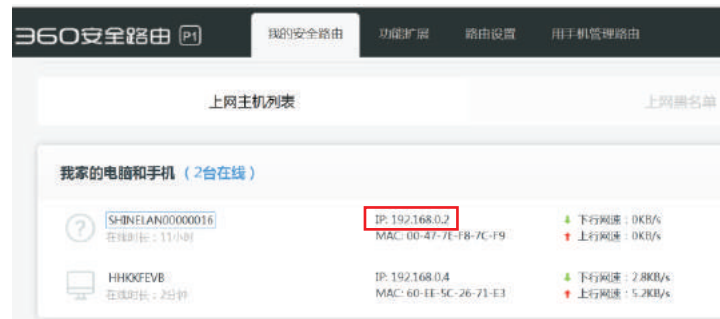 360安全路由 P1 我的安全路由 功能扩展 路由设置 用手机管理路由
上网主机列表 上网黑名单
我家的电脑和手机（2台在线）
SHINELAN00000016 IP: 192.168.0.2 下行网速：0KB/s
在线时长：11小时 MAC: 00-47-7E-F8-7C-F9 上行网速：0KB/s
HHKKFEVB IP: 192.168.0.4 下行网速：2.8KB/s
在线时长：2分钟 MAC: 60-EE-5C-26-71-E3 上行网速：5.2KB/s